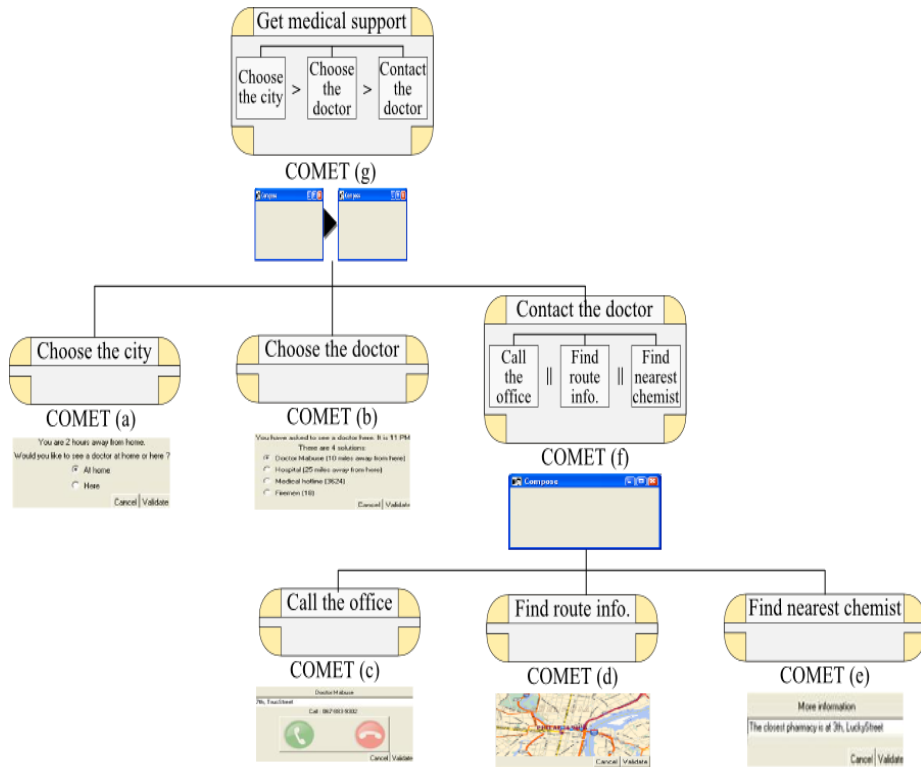 Get medical support
Choose the city > Choose the doctor > Contact the doctor
COMET (g)
Compose
Compose
Choose the city
COMET (a)
You are 2 hours away from home.
Would you like to see a doctor at home or here ?
At home
Here
Cancel Validate
Choose the doctor
COMET (b)
You have asked to see a doctor here. It is 11 PM
There are 4 solutions:
Doctor Mabuse (10 miles away from here)
Hospital (25 miles away from here)
Medical hotline (3624)
Firemen (18)
Cancel Validate
Contact the doctor
Call the office || Find route info. || Find nearest chemist
COMET (f)
Compose
Call the office
COMET (c)
Doctor Mabuse
Cancel Validate
Find route info.
COMET (d)
Cancel Validate
Find nearest chemist
COMET (e)
More information
The closest pharmacy is at 3th, LuckyStreet
Cancel Validate